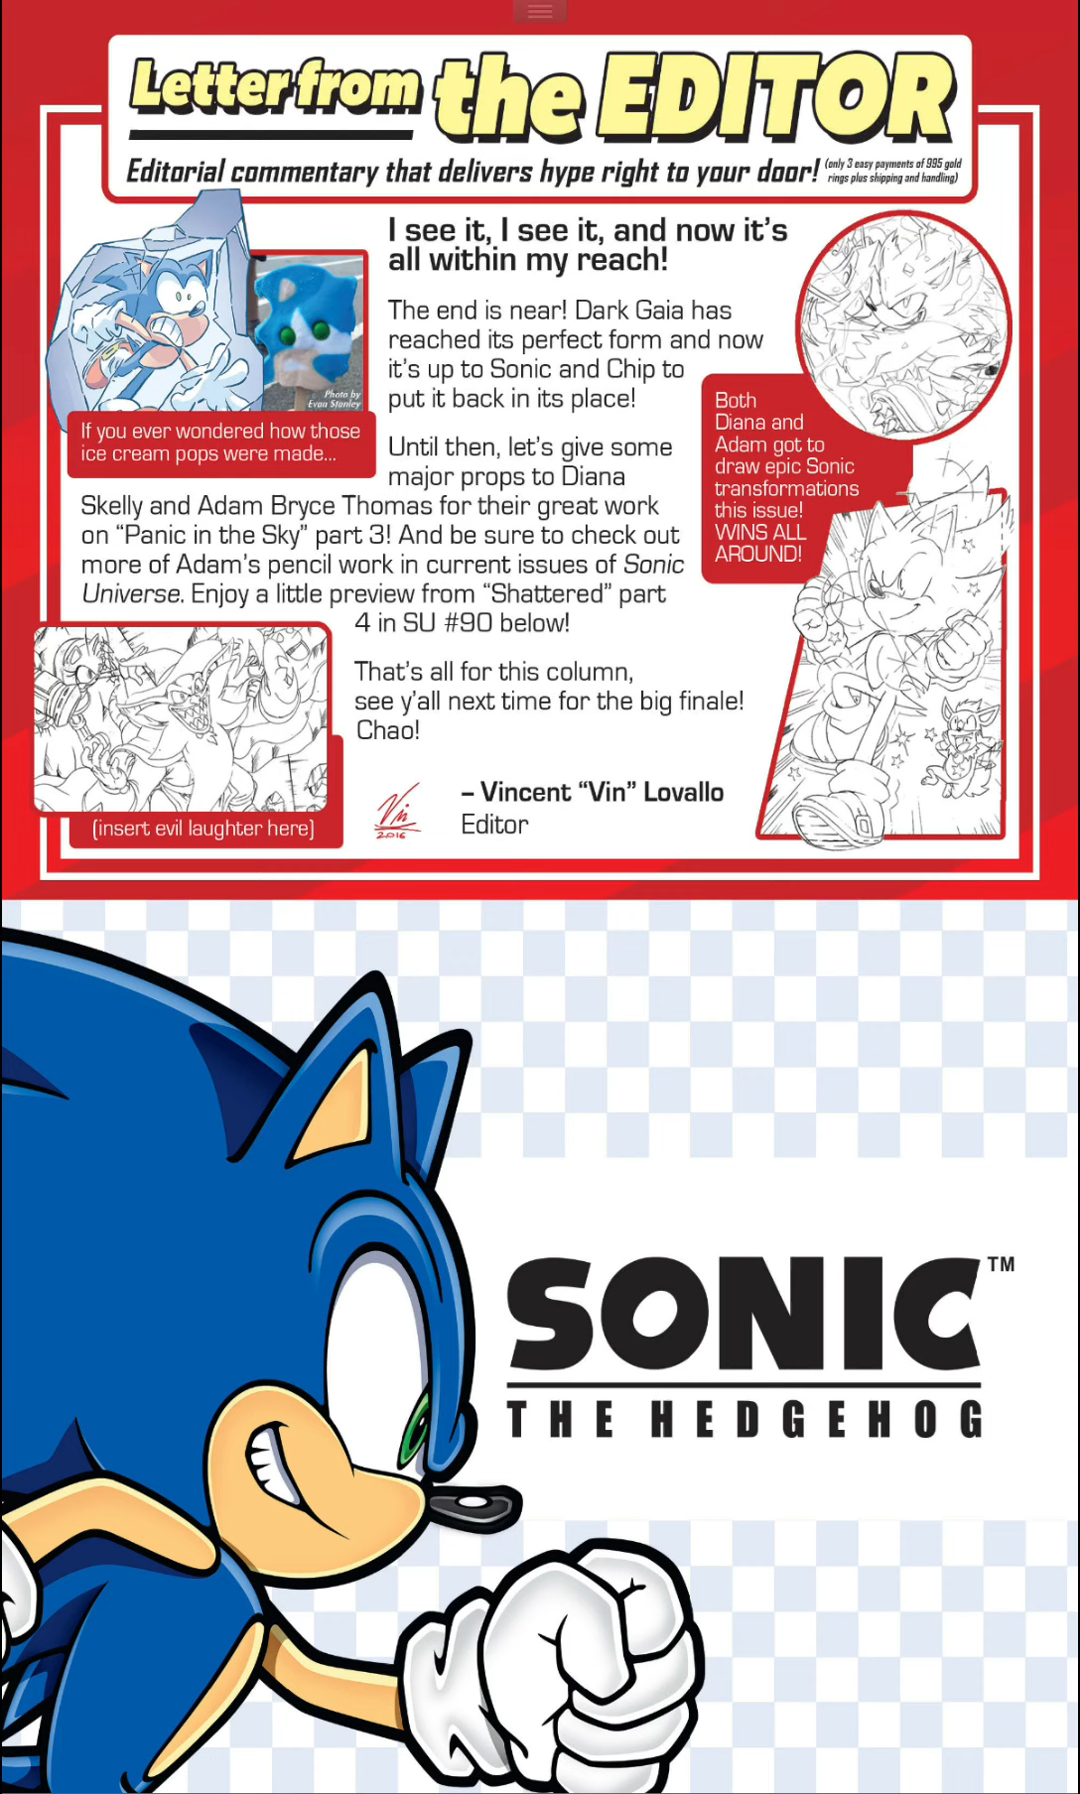 Letter from the EDITOR
Editorial commentary that delivers hype right to your door! (only 3 easy payments of 995 gold
rings plus shipping and handling)
I see it, I see it, and now it's
all within my reach!
The end is near! Dark Gaia has
reached its perfect form and now
it's up to Sonic and Chip to
put it back in its place!
Photo by
Evan Stanley
If you ever wondered how those
ice cream pops were made...
Until then, let's give some
major props to Diana
Skelly and Adam Bryce Thomas for their great work
on “Panic in the Sky” part 3! And be sure to check out
more of Adam's pencil work in current issues of Sonic
Universe. Enjoy a little preview from “Shattered” part
4 in SU #90 below!
Both
Diana and
Adam got to
draw epic Sonic
transformations
this issue!
WINS ALL
AROUND!
That's all for this column,
see y'all next time for the big finale!
Chao!
(insert evil laughter here)
Vin
2016
– Vincent “Vin” Lovallo
Editor
SONIC™
THE HEDGEHOG